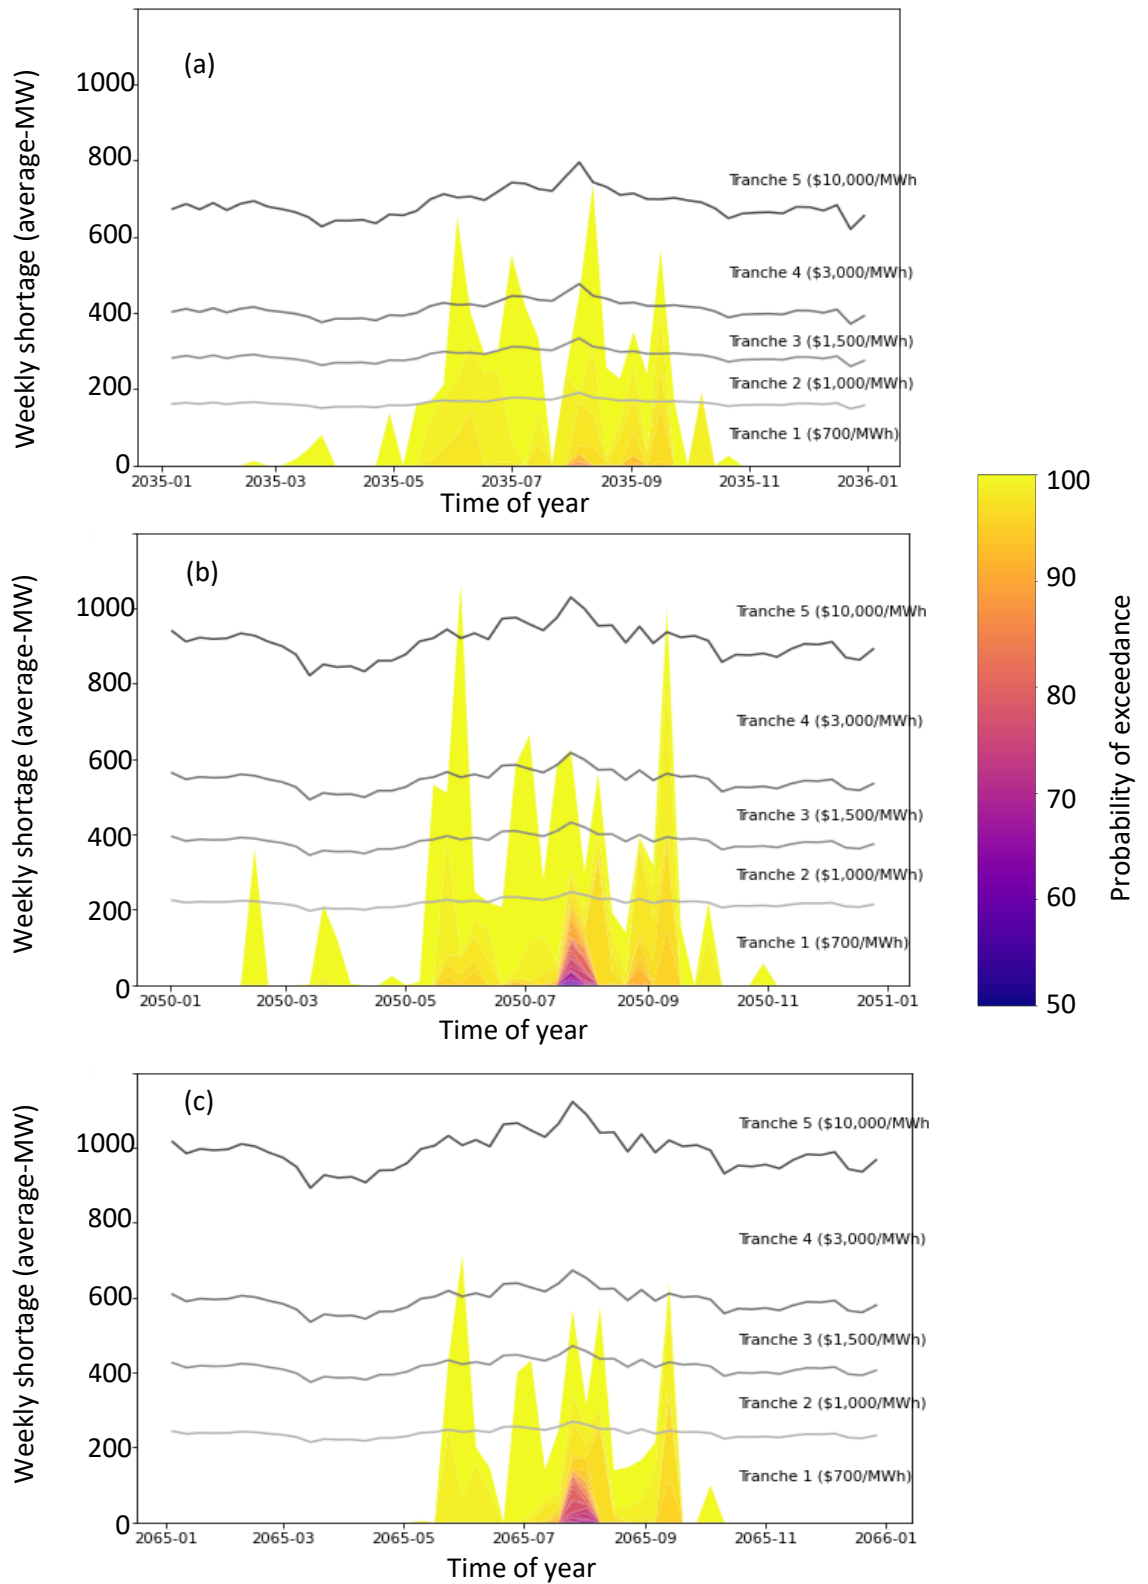 (a)
Weekly shortage (average-MW)
1000
800
600
400
200
0
Tranche 5 ($10,000/MWh
Tranche 4 ($3,000/MWh)
Tranche 3 ($1,500/MWh)
Tranche 2 ($1,000/MWh)
Tranche 1 ($700/MWh)
2035-01 2035-03 2035-05 2035-07 2035-09 2035-11 2036-01
Time of year
(b)
Weekly shortage (average-MW)
1000
800
600
400
200
0
Tranche 5 ($10,000/MWh
Tranche 4 ($3,000/MWh)
Tranche 3 ($1,500/MWh)
Tranche 2 ($1,000/MWh)
Tranche 1 ($700/MWh)
2050-01 2050-03 2050-05 2050-07 2050-09 2050-11 2051-01
Time of year
100
90
80
70
60
50
Probability of exceedance
(c)
Weekly shortage (average-MW)
1000
800
600
400
200
0
Tranche 5 ($10,000/MWh
Tranche 4 ($3,000/MWh)
Tranche 3 ($1,500/MWh)
Tranche 2 ($1,000/MWh)
Tranche 1 ($700/MWh)
2065-01 2065-03 2065-05 2065-07 2065-09 2065-11 2066-01
Time of year